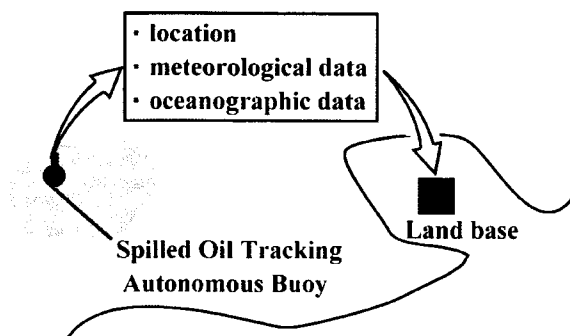 · location
· meteorological data
· oceanographic data
Land base
Spilled Oil Tracking
Autonomous Buoy